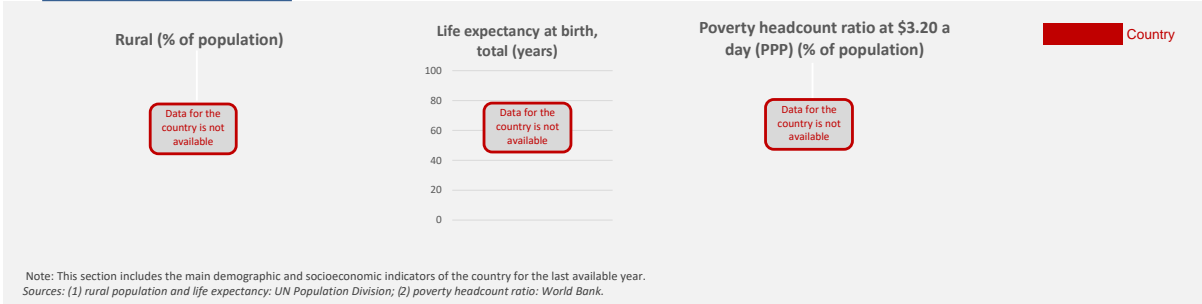 Rural (% of population)
Data for the
country is not
available
Life expectancy at birth,
total (years)
100
80
60
40
20
0
Data for the
country is not
available
Poverty headcount ratio at $3.20 a
day (PPP) (% of population)
Data for the
country is not
available
Country
Note: This section includes the main demographic and socioeconomic indicators of the country for the last available year.
Sources: (1) rural population and life expectancy: UN Population Division; (2) poverty headcount ratio: World Bank.